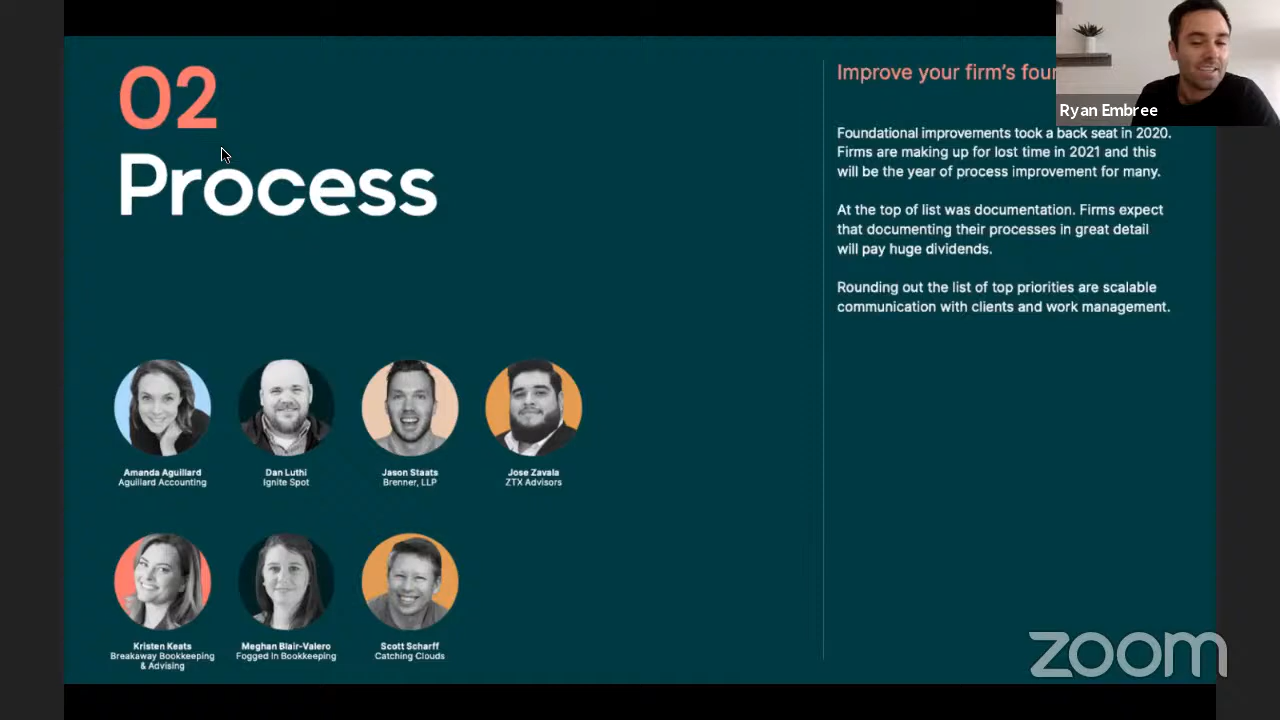 02
Process
Improve your firm's
Ryan Embree
Foundational improvements took a back seat in 2020.
Firms are making up for lost time in 2021 and this
will be the year of process improvement for many.
At the top of list was documentation. Firms expect
that documenting their processes in great detail
will pay huge dividends.
Rounding out the list of top priorities are scalable
communication with clients and work management.
Amanda Aguillard
Aguillard Accounting
Dan Luthi
Ignite Spot
Jason Staats
Brenner, LLP
Jose Zavala
ZTX Advisors
Kristen Keats
Breakaway Bookkeeping
& Advising
Meghan Blair-Valero
Fogged In Bookkeeping
Scott Scharff
Catching Clouds
zoom